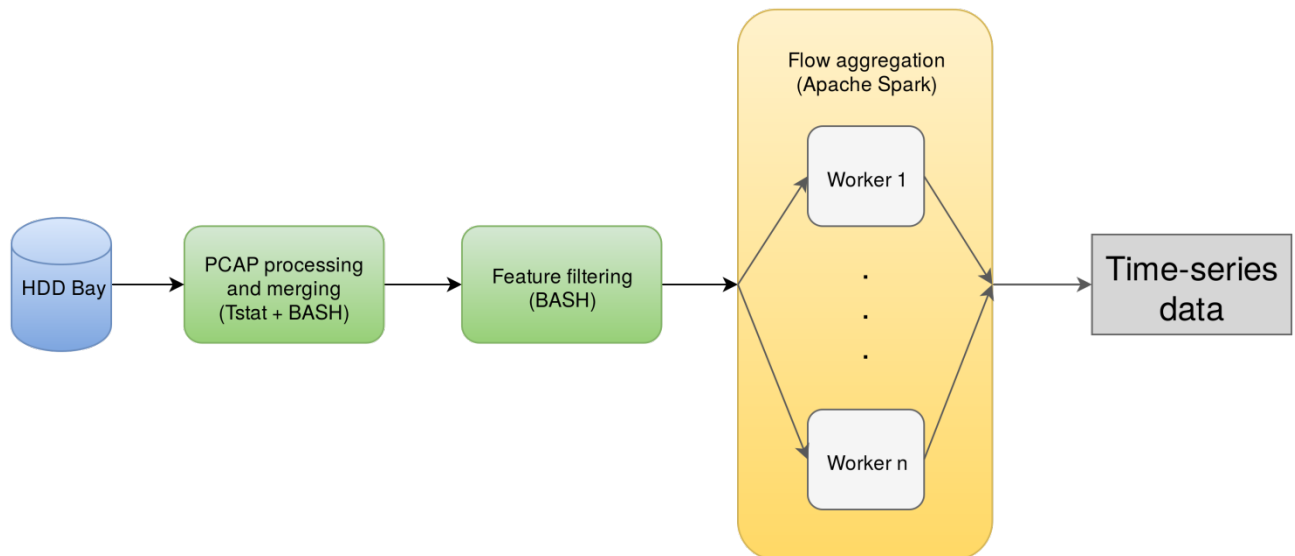 HDD Bay
PCAP processing
and merging
(Tstat + BASH)
Feature filtering
(BASH)
Flow aggregation
(Apache Spark)
Worker 1
.
.
.
Worker n
Time-series
data